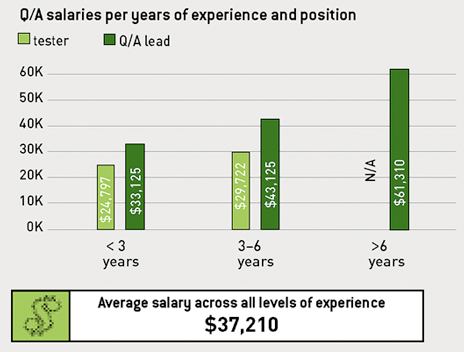 Q/A salaries per years of experience and position
tester
Q/A lead
60K
50K
40K
30K
20K
10K
0K
$24,797
$33,125
$29,722
$43,125
N/A
$61,310
< 3
years
3–6
years
>6
years
Average salary across all levels of experience
$37,210